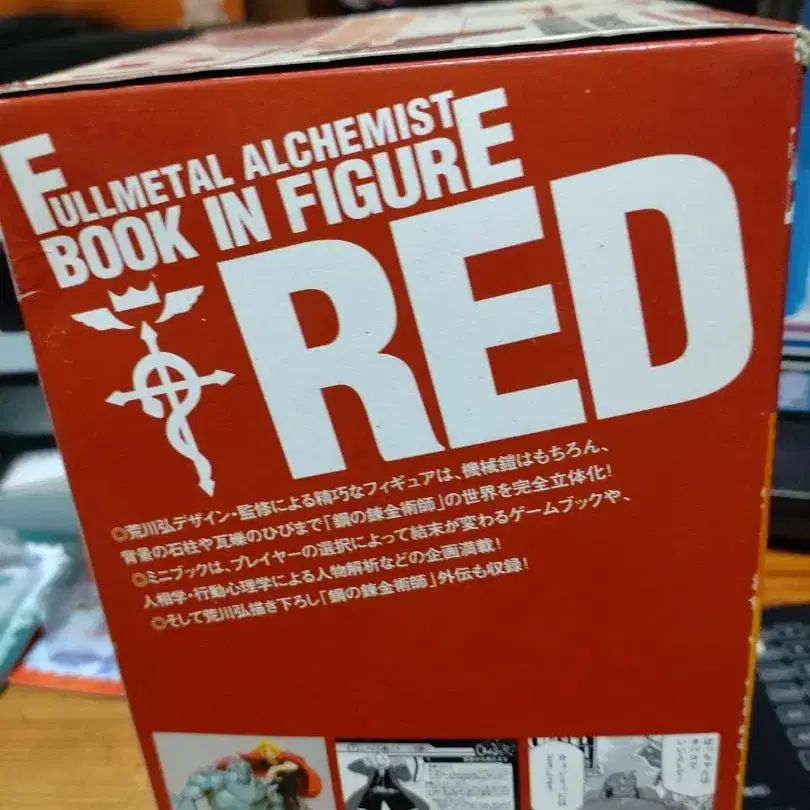 FULLMETAL ALCHEMIST
BOOK IN FIGURE
RED
◎荒川弘デザイン・監修による精巧なフィギュアは、機械鎧はもちろん、
背景の石柱や瓦礫のひびまで「鋼の錬金術師」の世界を完全立体化!
◎ミニブックは、プレイヤーの選択によって結末が変わるゲームブックや、
人相学・行動心理学による人物解析などの企画満載!
◎そして荒川弘描き下ろし「鋼の錬金術師」外伝も収録!